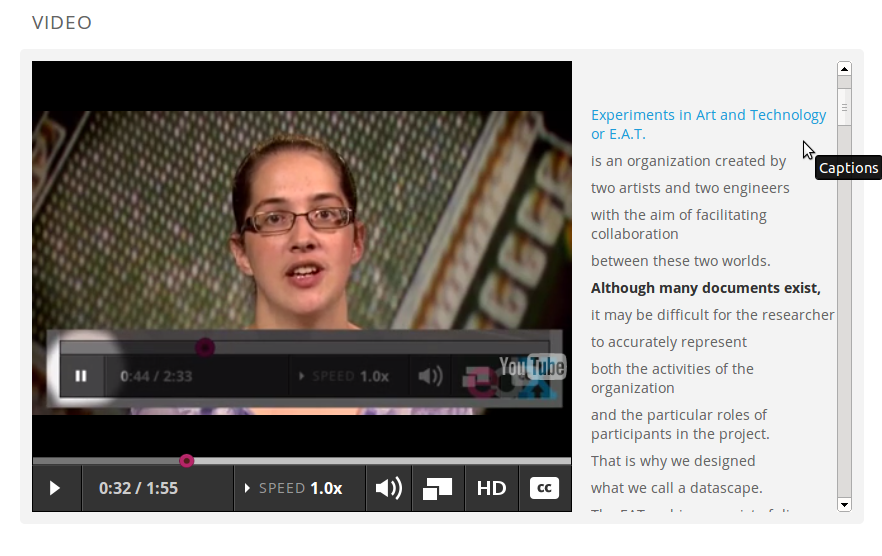 VIDEO
Experiments in Art and Technology
or E.A.T.
is an organization created by
Captions
two artists and two engineers
with the aim of facilitating
collaboration
between these two worlds.
Although many documents exist,
it may be difficult for the researcher
to accurately represent
both the activities of the
organization
and the particular roles of
participants in the project.
That is why we designed
what we call a datascape.
0:44 / 2:33
SPEED 1.0x
YouTube
0:32 / 1:55
SPEED 1.0x
HD
cc